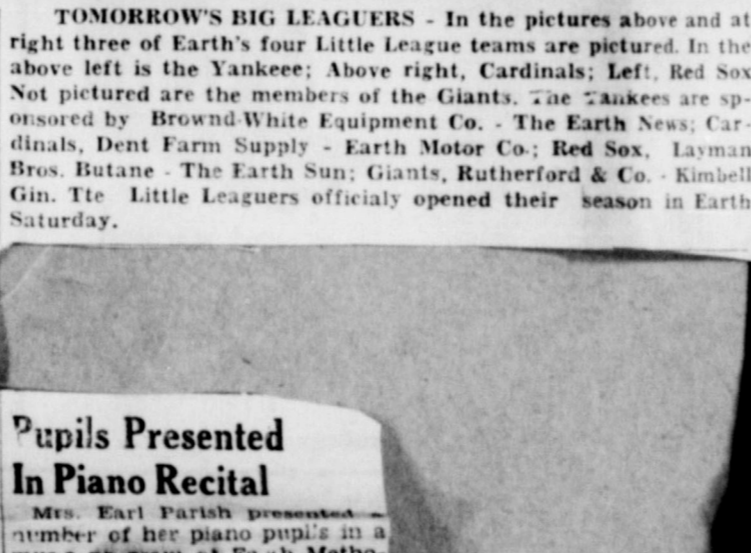 TOMORROW'S BIG LEAGUERS - In the pictures above and at
right three of Earth's four Little League teams are pictured. In the
above left is the Yankeee; Above right, Cardinals; Left, Red Sox
Not pictured are the members of the Giants. The Yankees are sp-
onsored by Brownd-White Equipment Co. - The Earth News; Car-
dinals, Dent Farm Supply - Earth Motor Co.; Red Sox, Layman
Bros. Butane - The Earth Sun; Giants, Rutherford & Co. - Kimbell
Gin. Tte Little Leaguers officialy opened their season in Earth
Saturday.
Pupils Presented
In Piano Recital
Mrs. Earl Parish presented a
number of her piano pupils in a